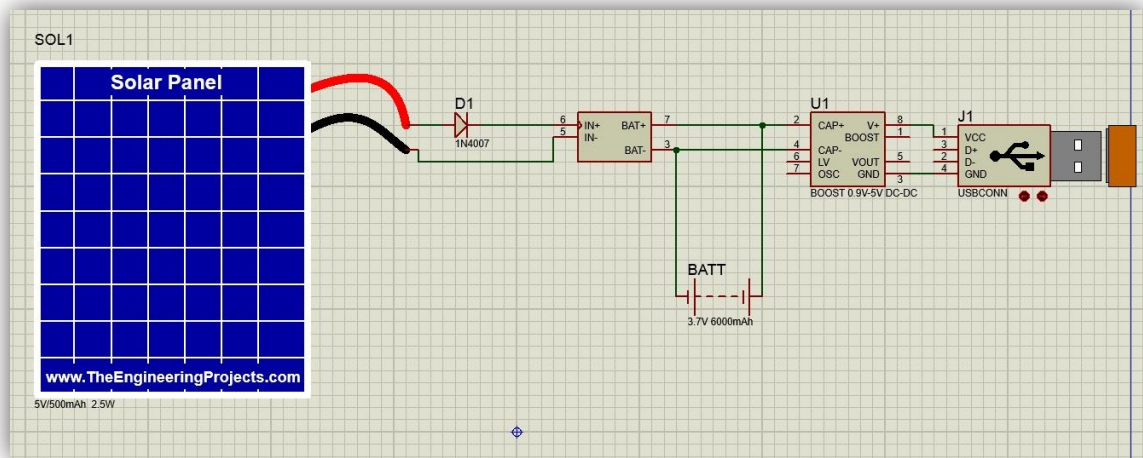 SOL1
Solar Panel
www.TheEngineeringProjects.com
5V/500mAh 2.5W
D1
1N4007
6
5
IN+
IN-
BAT+
BAT-
7
3
BATT
3.7V 6000mAh
U1
2
4
6
7
CAP+
CAP-
LV
OSC
V+
BOOST
VOUT
GND
8
1
5
3
BOOST 0.9V-5V DC-DC
J1
1
3
2
4
VCC
D+
D-
GND
USBCONN